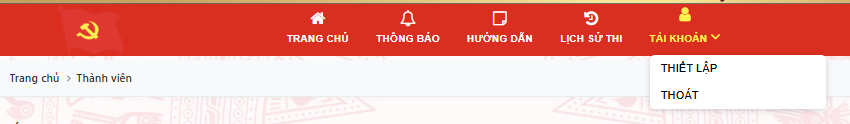 TRANG CHỦ
THÔNG BÁO
HƯỚNG DẪN
LỊCH SỬ THI
TÀI KHOẢN
THIẾT LẬP
THOÁT
Trang chủ > Thành viên